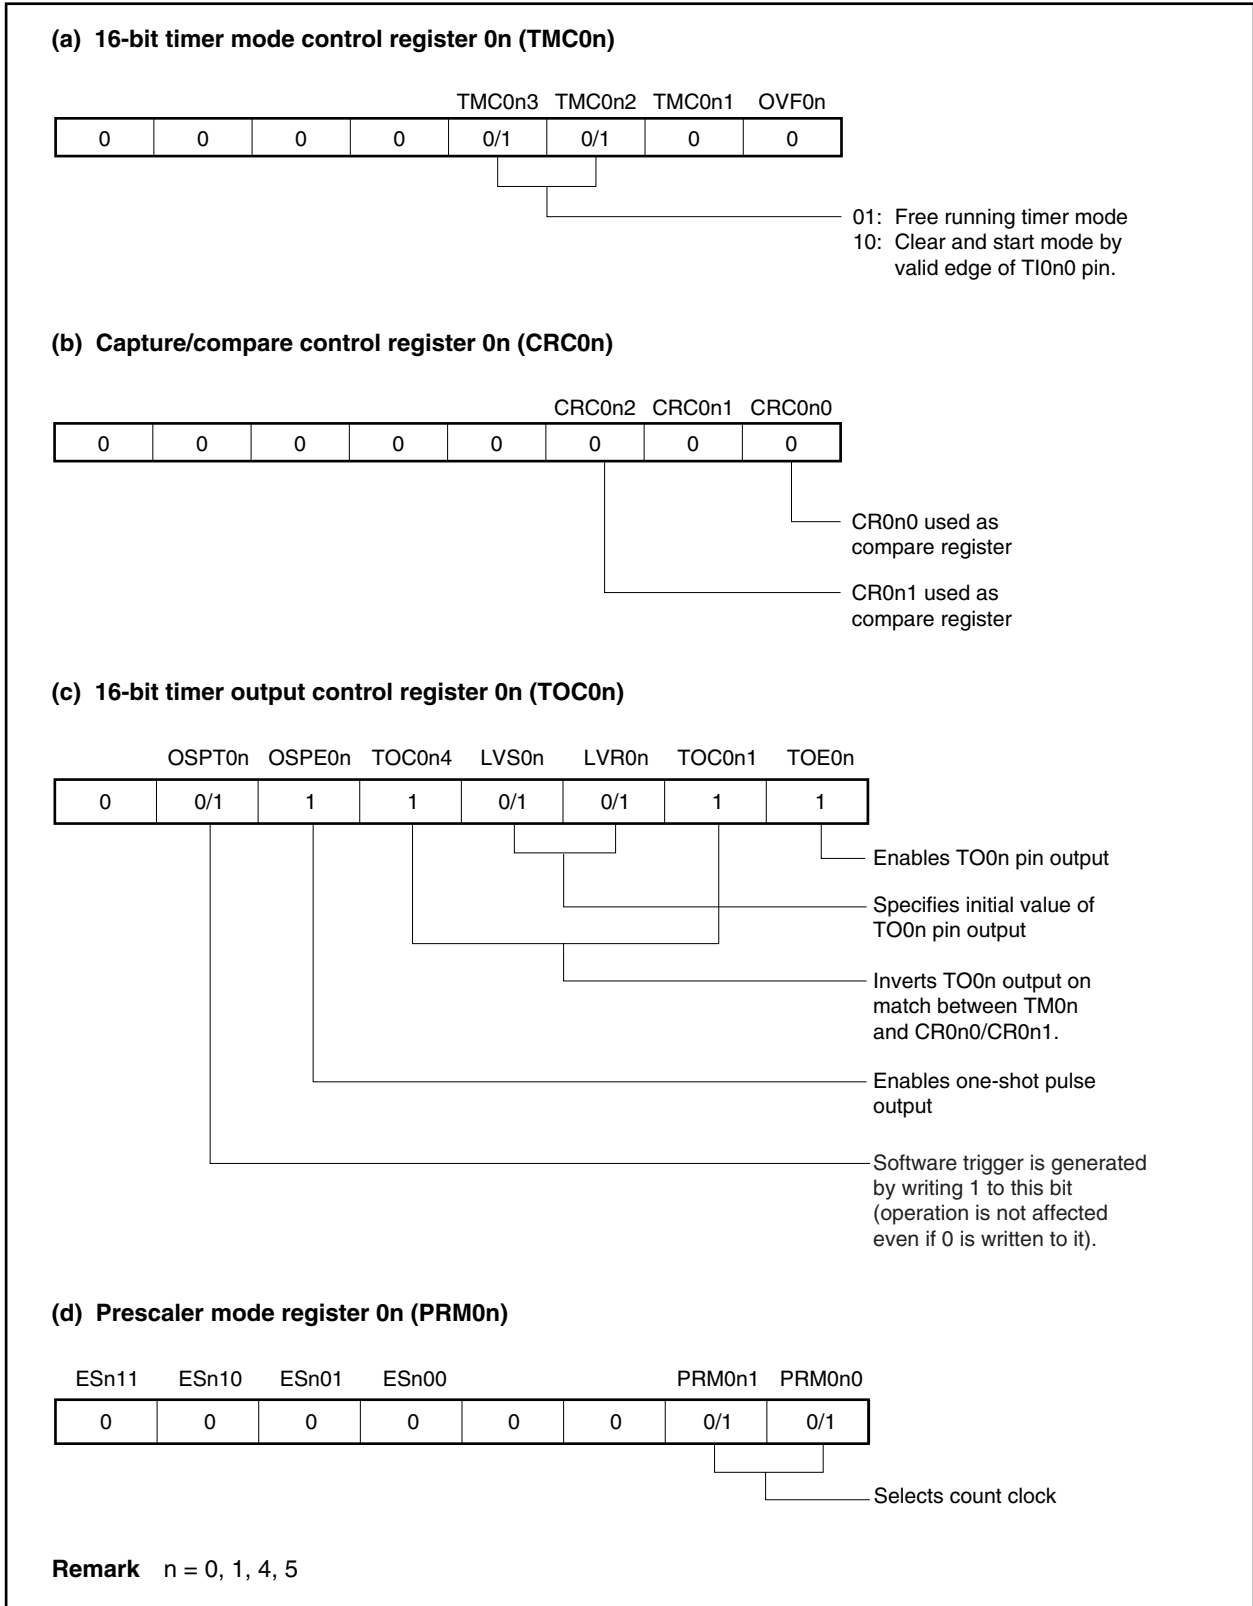 (a) 16-bit timer mode control register 0n (TMC0n)
TMC0n3 TMC0n2 TMC0n1 OVF0n
0 0 0 0 0/1 0/1 0 0
01: Free running timer mode
10: Clear and start mode by
valid edge of TI0n0 pin.
(b) Capture/compare control register 0n (CRC0n)
CRC0n2 CRC0n1 CRC0n0
0 0 0 0 0 0 0 0
CR0n0 used as
compare register
CR0n1 used as
compare register
(c) 16-bit timer output control register 0n (TOC0n)
OSPT0n OSPE0n TOC0n4 LVS0n LVR0n TOC0n1 TOE0n
0 0/1 1 1 0/1 0/1 1 1
Enables TO0n pin output
Specifies initial value of
TO0n pin output
Inverts TO0n output on
match between TM0n
and CR0n0/CR0n1.
Enables one-shot pulse
output
Software trigger is generated
by writing 1 to this bit
(operation is not affected
even if 0 is written to it).
(d) Prescaler mode register 0n (PRM0n)
ESn11 ESn10 ESn01 ESn00 PRM0n1 PRM0n0
0 0 0 0 0 0 0/1 0/1
Selects count clock
Remark n = 0, 1, 4, 5